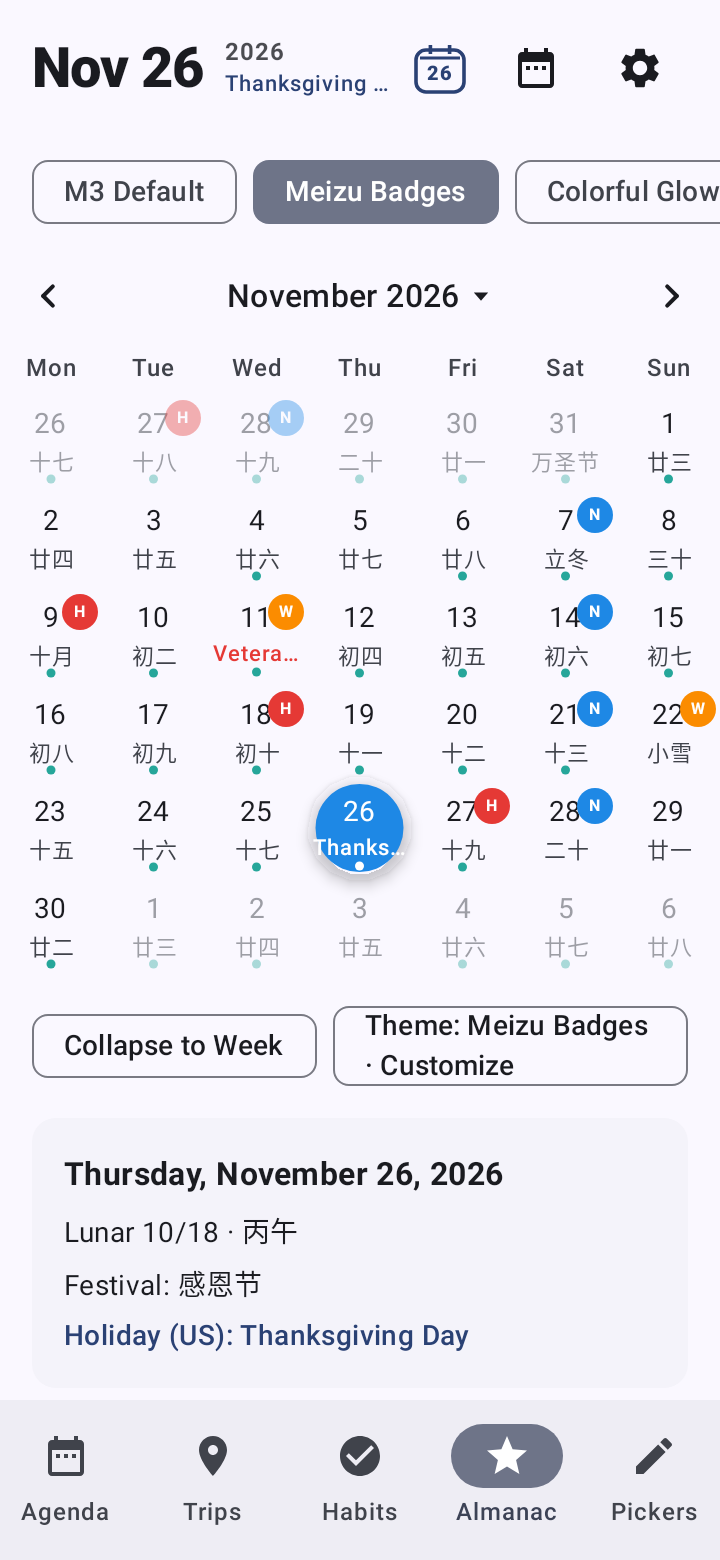 Nov 26
2026
Thanksgiving ...
26
M3 Default
Meizu Badges
Colorful Glow
November 2026
Mon Tue Wed Thu Fri Sat Sun
26 27 H 28 N 29 30 31 1
十七 十八 十九 二十 廿一 万圣节 廿三
2 3 4 5 6 7 N 8
廿四 廿五 廿六 廿七 廿八 立冬 三十
9 H 10 11 W 12 13 14 N 15
十月 初二 Vetera... 初四 初五 初六 初七
16 17 18 H 19 20 21 N 22 W
初八 初九 初十 十一 十二 十三 小雪
23 24 25 26 27 H 28 N 29
十五 十六 十七 Thanks... 十九 二十 廿一
30 1 2 3 4 5 6
廿二 廿三 廿四 廿五 廿六 廿七 廿八
Collapse to Week
Theme: Meizu Badges
· Customize
Thursday, November 26, 2026
Lunar 10/18 · 丙午
Festival: 感恩节
Holiday (US): Thanksgiving Day
Agenda Trips Habits Almanac Pickers